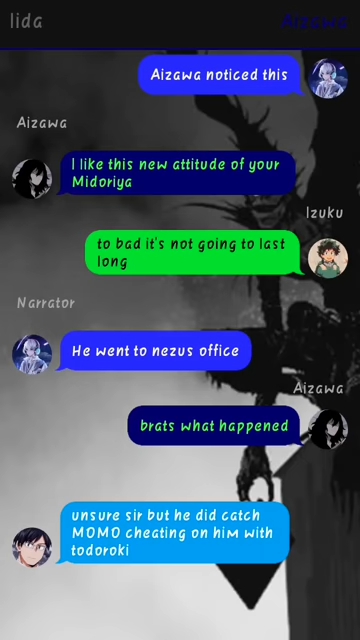 Iida
Aizawa
Aizawa noticed this
Aizawa
I like this new attitude of your
Midoriya
Izuku
to bad it's not going to last
long
Narrator
He went to nezus office
Aizawa
brats what happened
unsure sir but he did catch
MOMO cheating on him with
todoroki